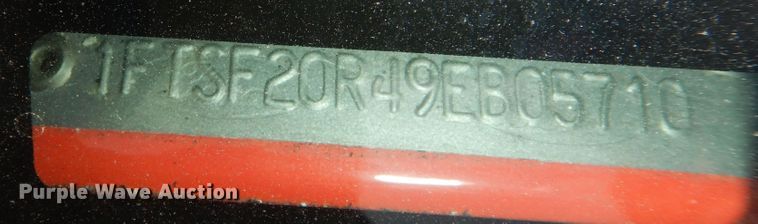 1FTSF20R49EB05710
Purple Wave Auction